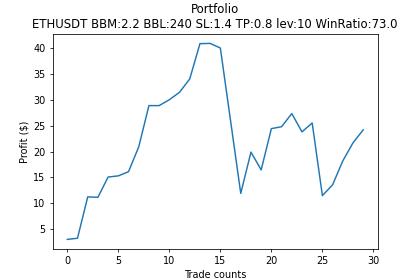 Portfolio
ETHUSDT BBM:2.2 BBL:240 SL:1.4 TP:0.8 lev:10 WinRatio:73.0
Profit ($)
40
35
30
25
20
15
10
5
0 5 10 15 20 25 30
Trade counts